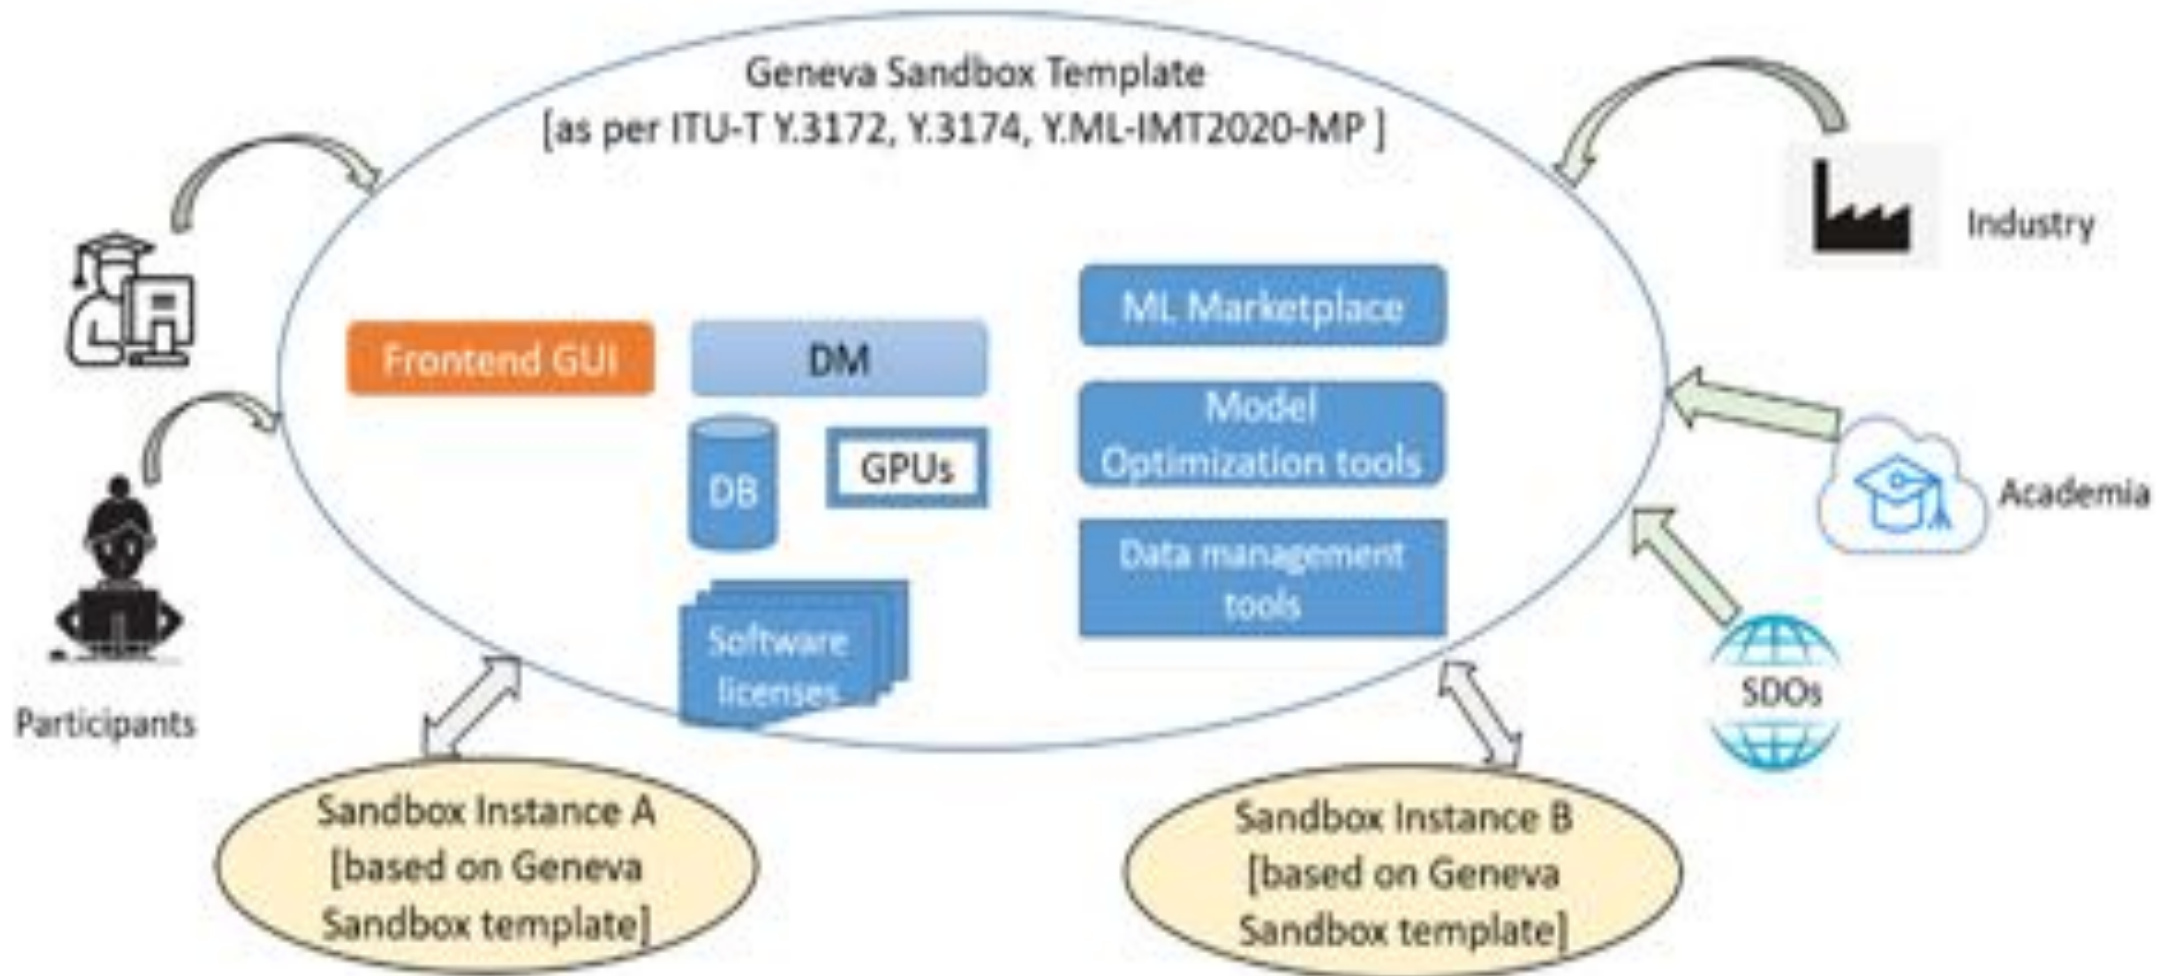 Geneva Sandbox Template
[as per ITU-T Y.3172, Y.3174, Y.ML-IMT2020-MP ]
Industry
ML Marketplace
Frontend GUI
DM
Model
Optimization tools
GPUs
DB
Academia
Data management
tools
Software
licenses
SDOs
Participants
Sandbox Instance A
[based on Geneva
Sandbox template]
Sandbox Instance B
[based on Geneva
Sandbox template]